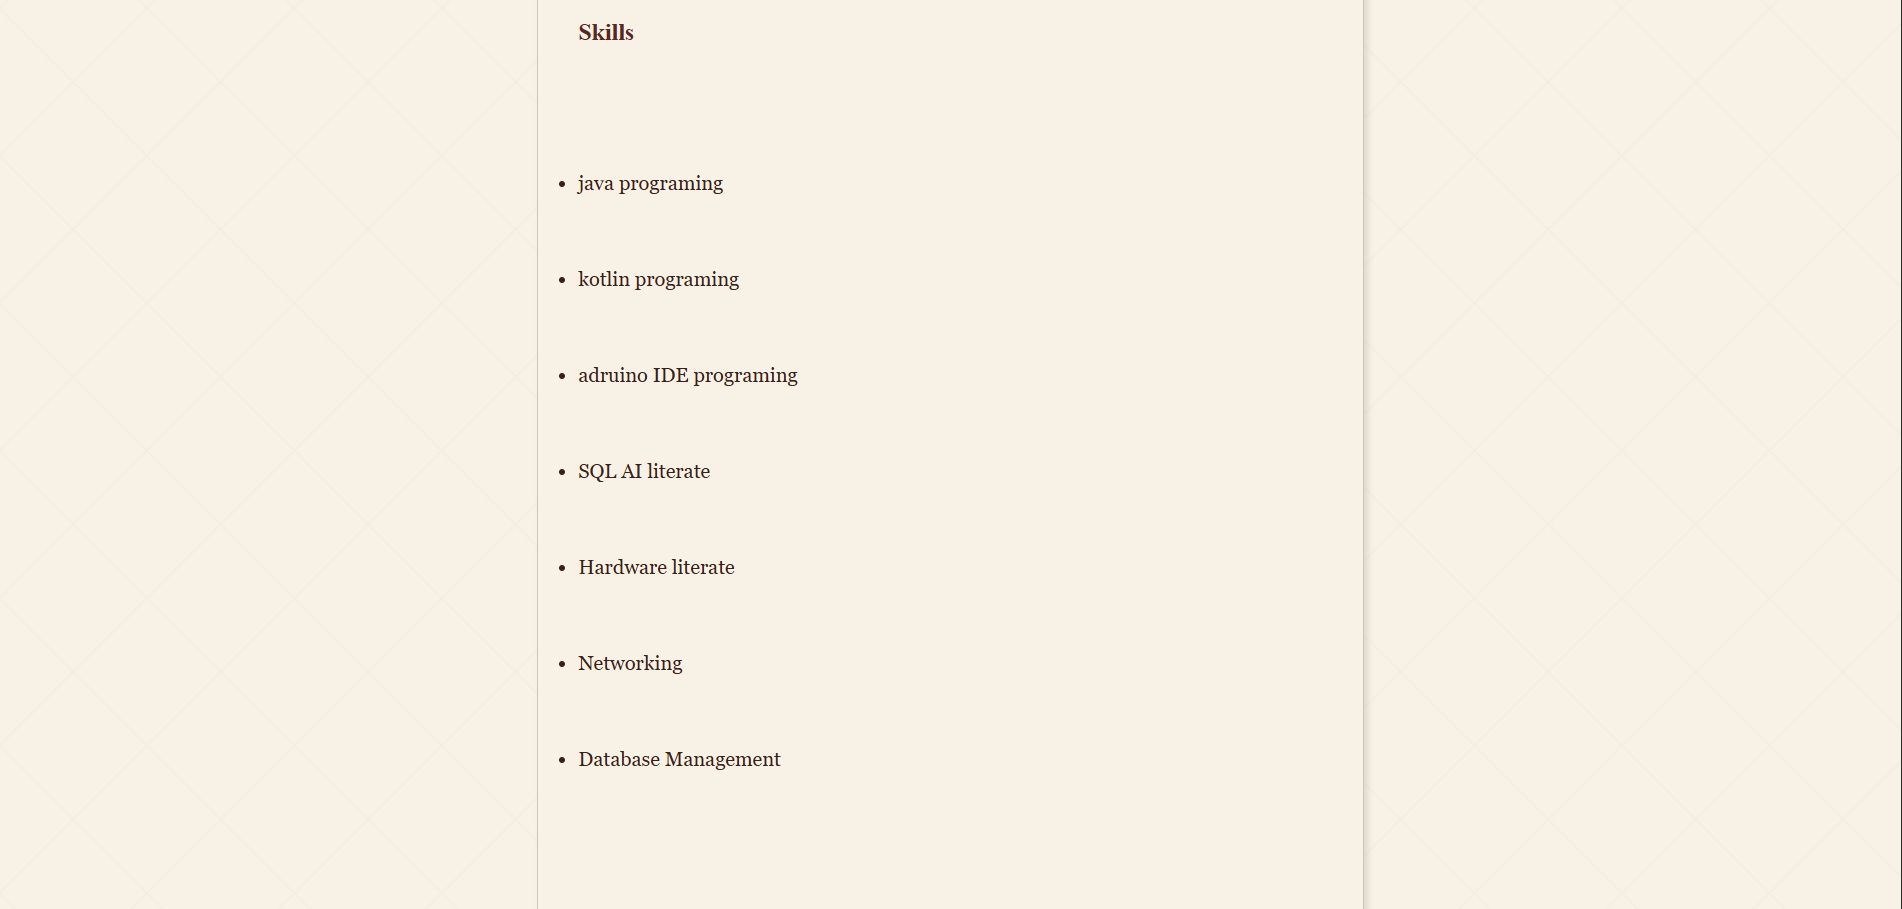 Skills
java programing
kotlin programing
adruino IDE programing
SQL AI literate
Hardware literate
Networking
Database Management